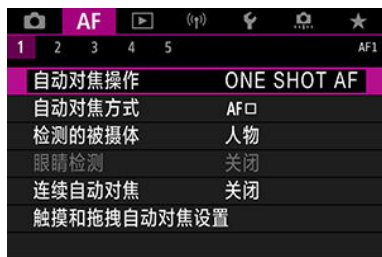 AF
1 2 3 4 5 AF1
自动对焦操作 ONE SHOT AF
自动对焦方式 AF
检测的被摄体 人物
眼睛检测 关闭
连续自动对焦 关闭
触摸和拖拽自动对焦设置